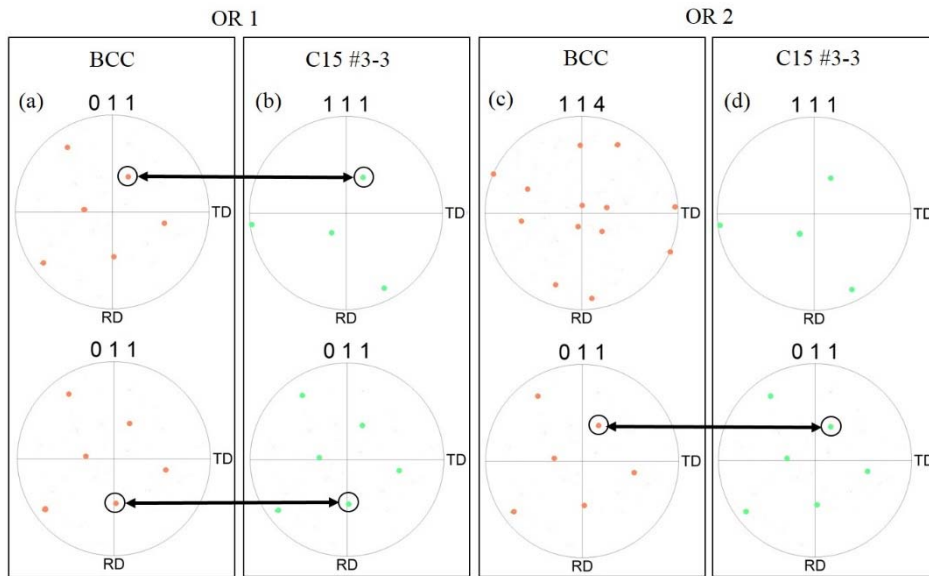 OR 1
OR 2
BCC
C15 #3-3
BCC
C15 #3-3
(a)
0 1 1
(b)
1 1 1
(c)
1 1 4
(d)
1 1 1
TD
TD
TD
TD
RD
RD
RD
RD
0 1 1
0 1 1
0 1 1
0 1 1
TD
TD
TD
TD
RD
RD
RD
RD